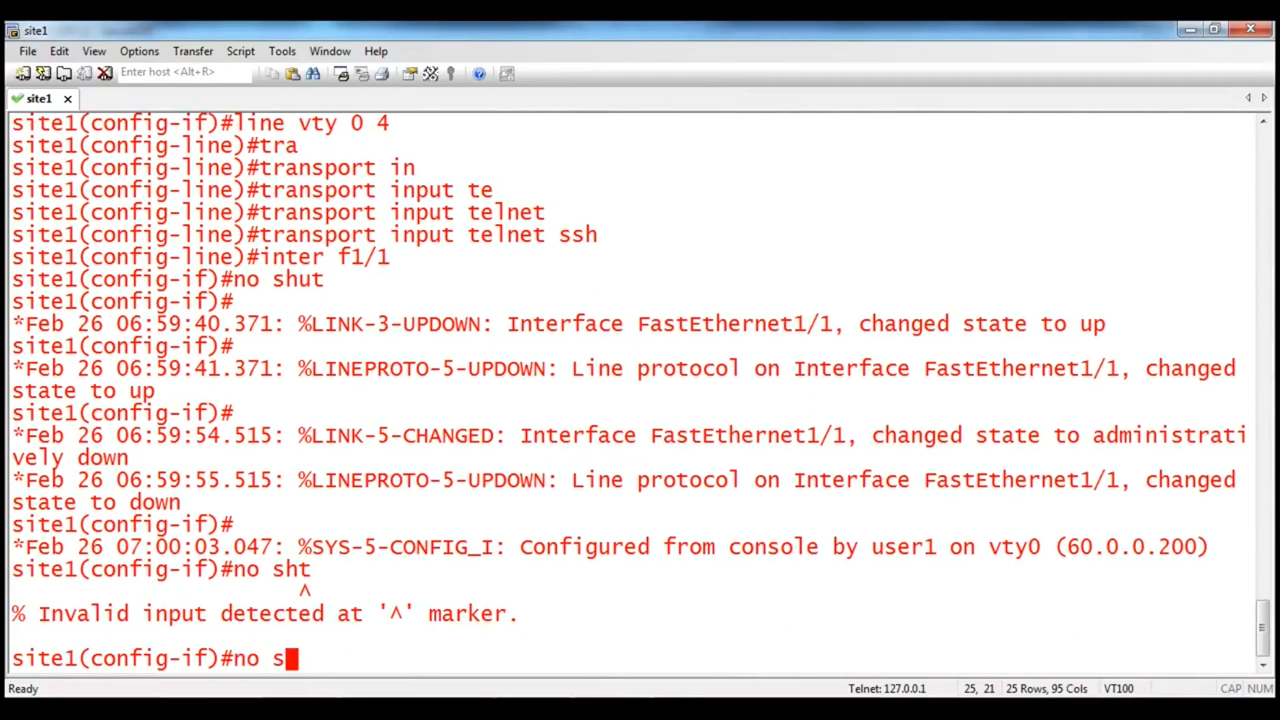 site1
File Edit View Options Transfer Script Tools Window Help
Enter host <Alt+R>
site1
site1(config-if)#line vty 0 4
site1(config-line)#tra
site1(config-line)#transport in
site1(config-line)#transport input te
site1(config-line)#transport input telnet
site1(config-line)#transport input telnet ssh
site1(config-line)#inter f1/1
site1(config-if)#no shut
site1(config-if)#
*Feb 26 06:59:40.371: %LINK-3-UPDOWN: Interface FastEthernet1/1, changed state to up
site1(config-if)#
*Feb 26 06:59:41.371: %LINEPROTO-5-UPDOWN: Line protocol on Interface FastEthernet1/1, changed
state to up
site1(config-if)#
*Feb 26 06:59:54.515: %LINK-5-CHANGED: Interface FastEthernet1/1, changed state to administrati
vely down
*Feb 26 06:59:55.515: %LINEPROTO-5-UPDOWN: Line protocol on Interface FastEthernet1/1, changed
state to down
site1(config-if)#
*Feb 26 07:00:03.047: %SYS-5-CONFIG_I: Configured from console by user1 on vty0 (60.0.0.200)
site1(config-if)#no sht
^
% Invalid input detected at '^' marker.
site1(config-if)#no s
Ready Telnet: 127.0.0.1 25, 21 25 Rows, 95 Cols VT100 CAP NUM